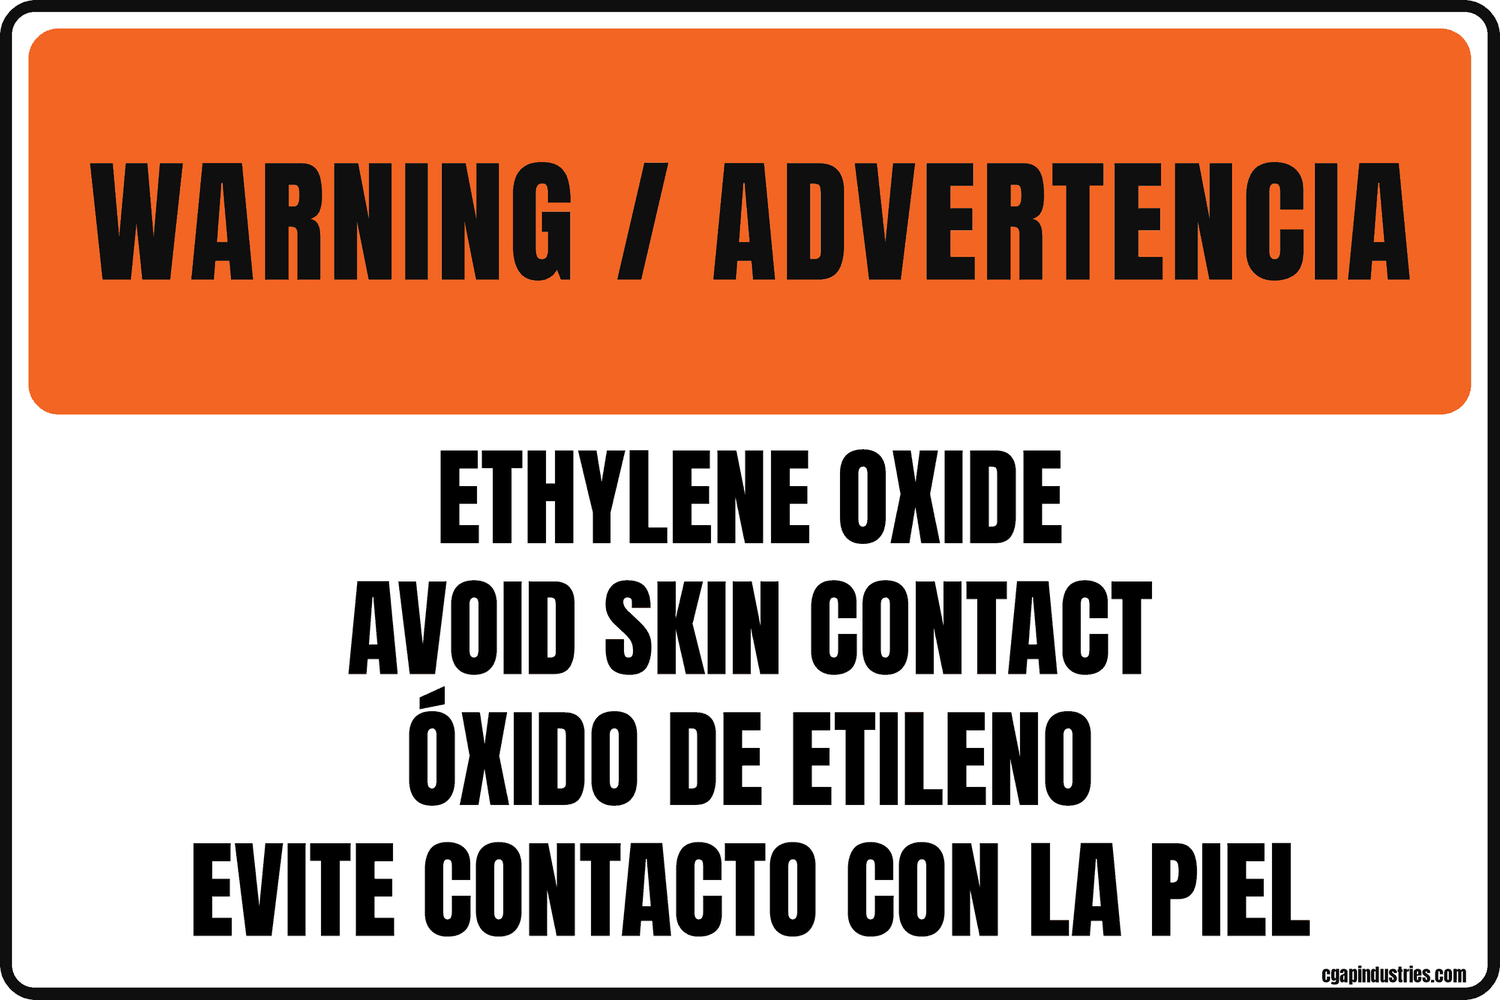 WARNING / ADVERTENCIA
ETHYLENE OXIDE
AVOID SKIN CONTACT
ÓXIDO DE ETILENO
EVITE CONTACTO CON LA PIEL
cgapindustries.com